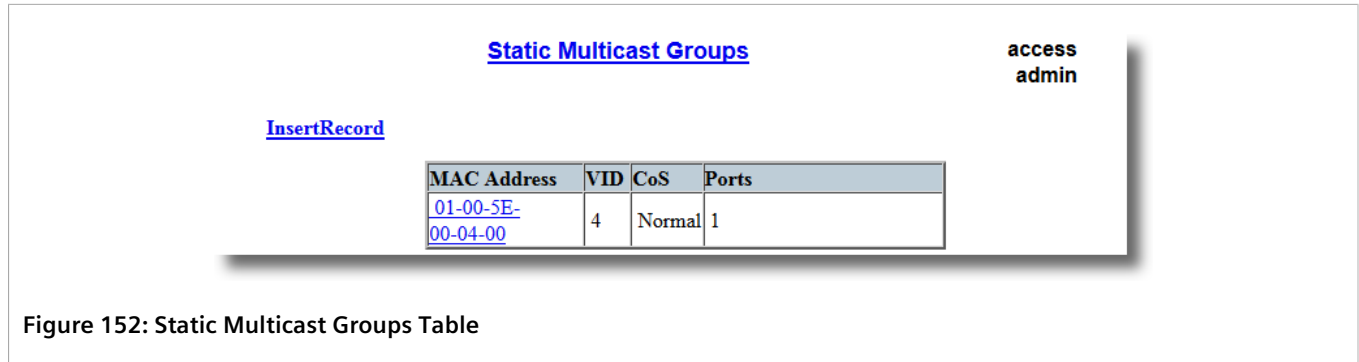 Static Multicast Groups
access
admin
InsertRecord
MAC Address VID CoS Ports
01-00-5E-
00-04-00 4 Normal 1
Figure 152: Static Multicast Groups Table